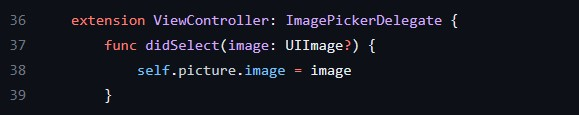 36 extension ViewController: ImagePickerDelegate {
37 func didSelect(image: UIImage?) {
38 self.picture.image = image
39 }